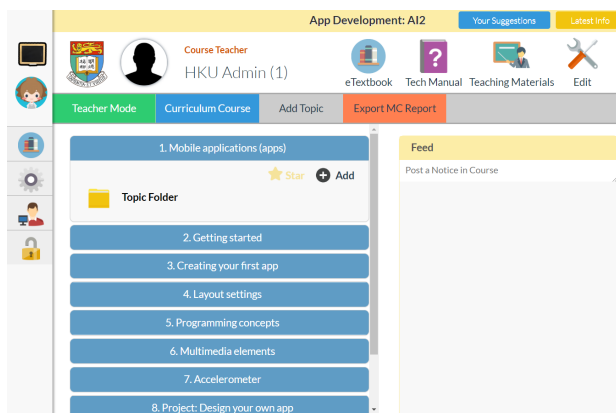 App Development: AI2
Your Suggestions
Latest Info
Course Teacher
HKU Admin (1)
eTextbook
Tech Manual
Teaching Materials
Edit
Teacher Mode
Curriculum Course
Add Topic
Export MC Report
1. Mobile applications (apps)
Star
Add
Topic Folder
2. Getting started
3. Creating your first app
4. Layout settings
5. Programming concepts
6. Multimedia elements
7. Accelerometer
8. Project: Design your own app
Feed
Post a Notice in Course